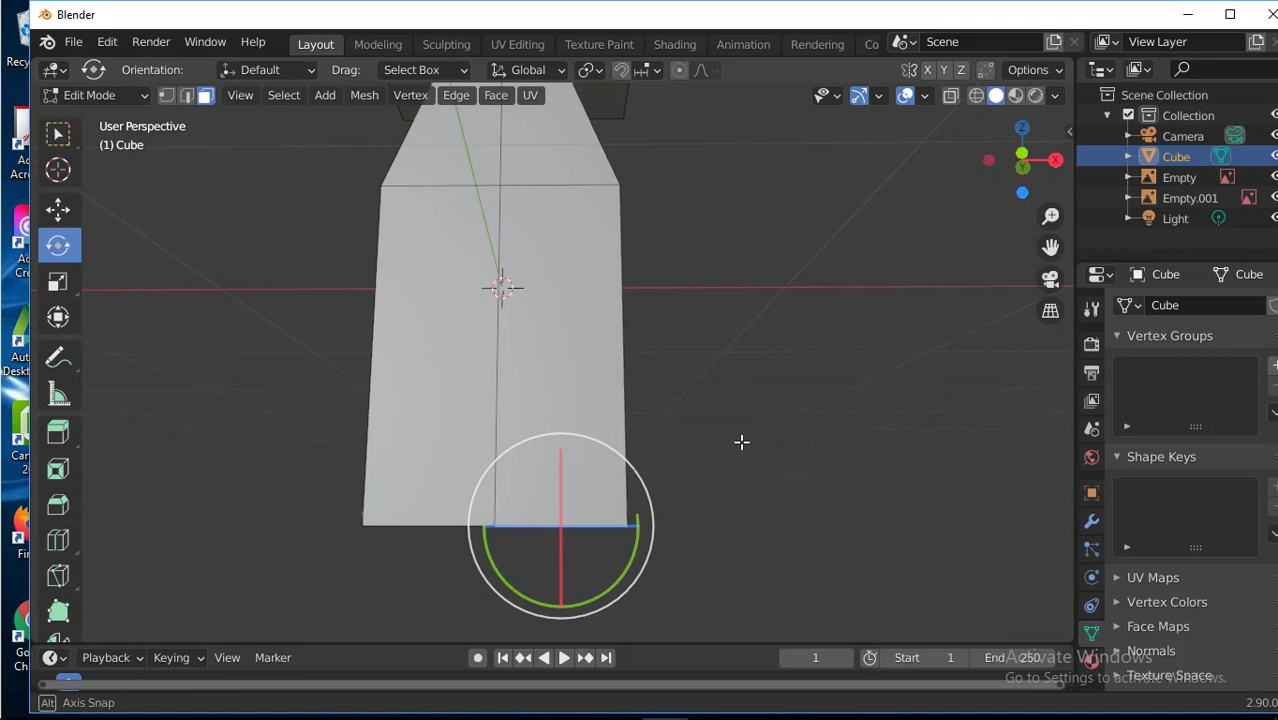 Blender
File Edit Render Window Help Layout Modeling Sculpting UV Editing Texture Paint Shading Animation Rendering Co Scene View Layer
Orientation: Default Drag: Select Box Global X Y Z Options
Edit Mode View Select Add Mesh Vertex Edge Face UV
User Perspective
(1) Cube
X
Y
Z
Scene Collection
Collection
Camera
Cube
Empty
Empty.001
Light
Cube Cube
Cube
Vertex Groups
Shape Keys
UV Maps
Vertex Colors
Face Maps
Normals
Texture Space
Activate Windows
Go to Settings to activate Windows.
Playback Keying View Marker 1 Start 1 End 250
Alt Axis Snap 2.90.0